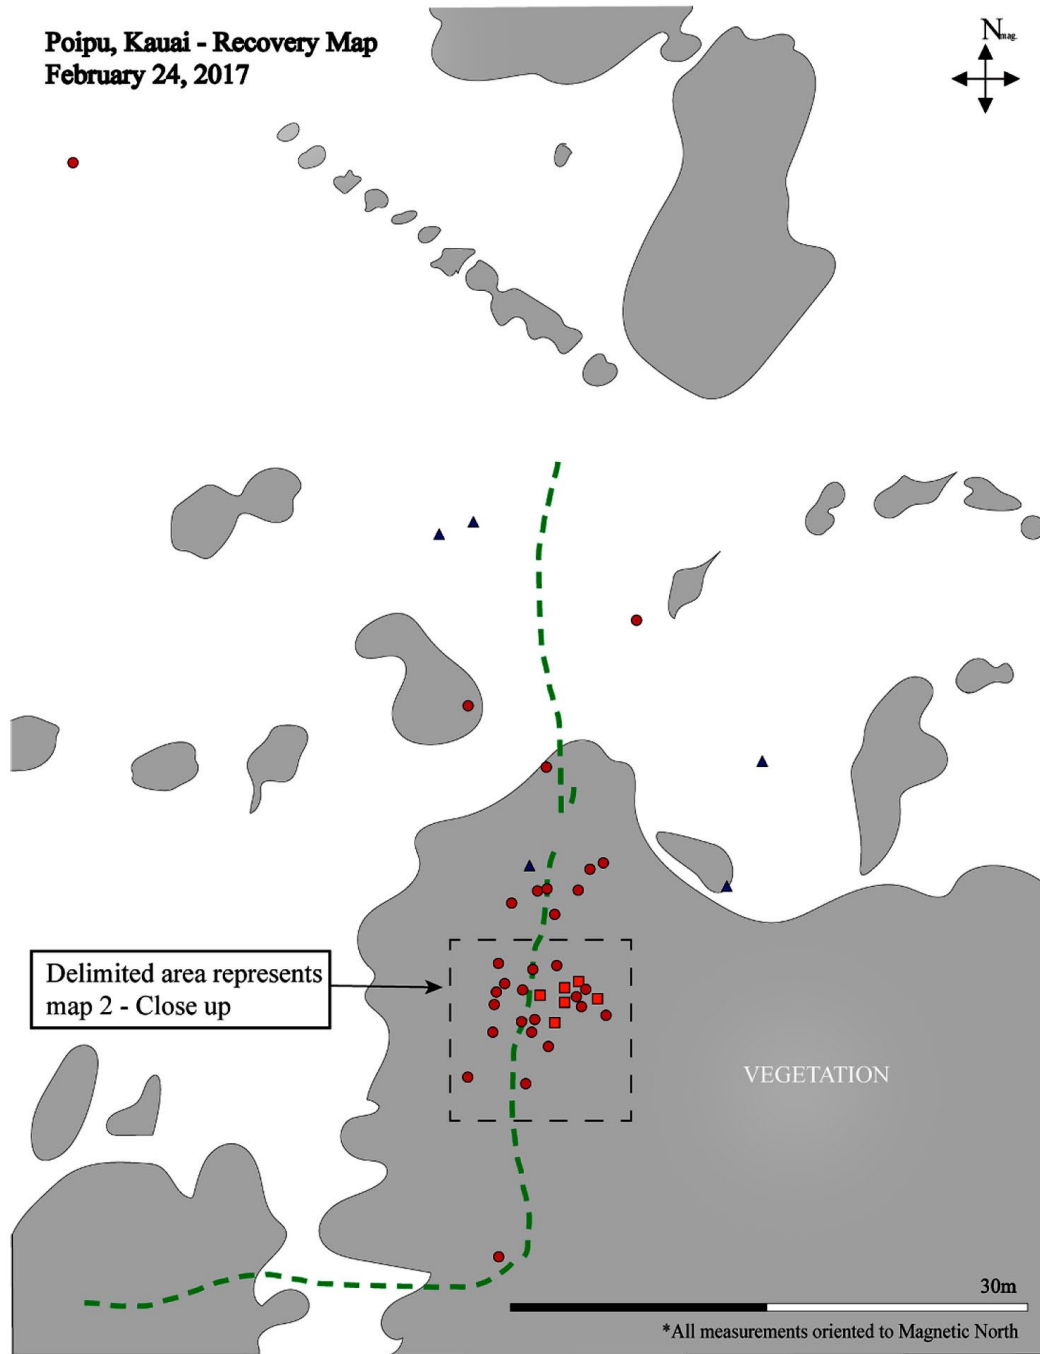 Poipu, Kauai - Recovery Map
February 24, 2017
N mag.
Delimited area represents
map 2 - Close up
VEGETATION
30m
*All measurements oriented to Magnetic North